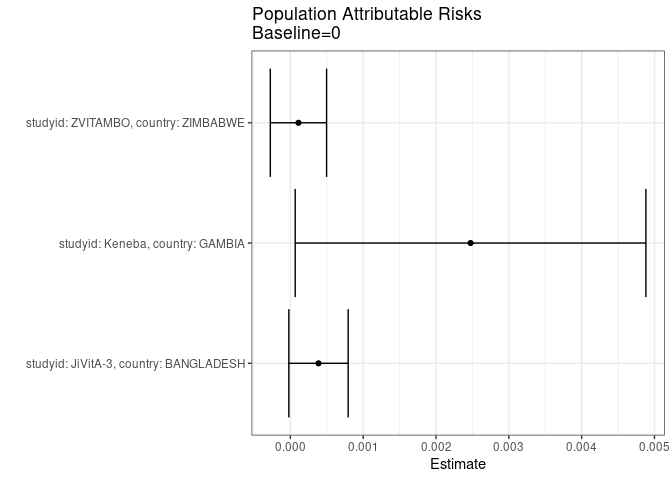 Population Attributable Risks
Baseline=0
studyid: ZVITAMBO, country: ZIMBABWE
studyid: Keneba, country: GAMBIA
studyid: JiVitA-3, country: BANGLADESH
0.000 0.001 0.002 0.003 0.004 0.005
Estimate